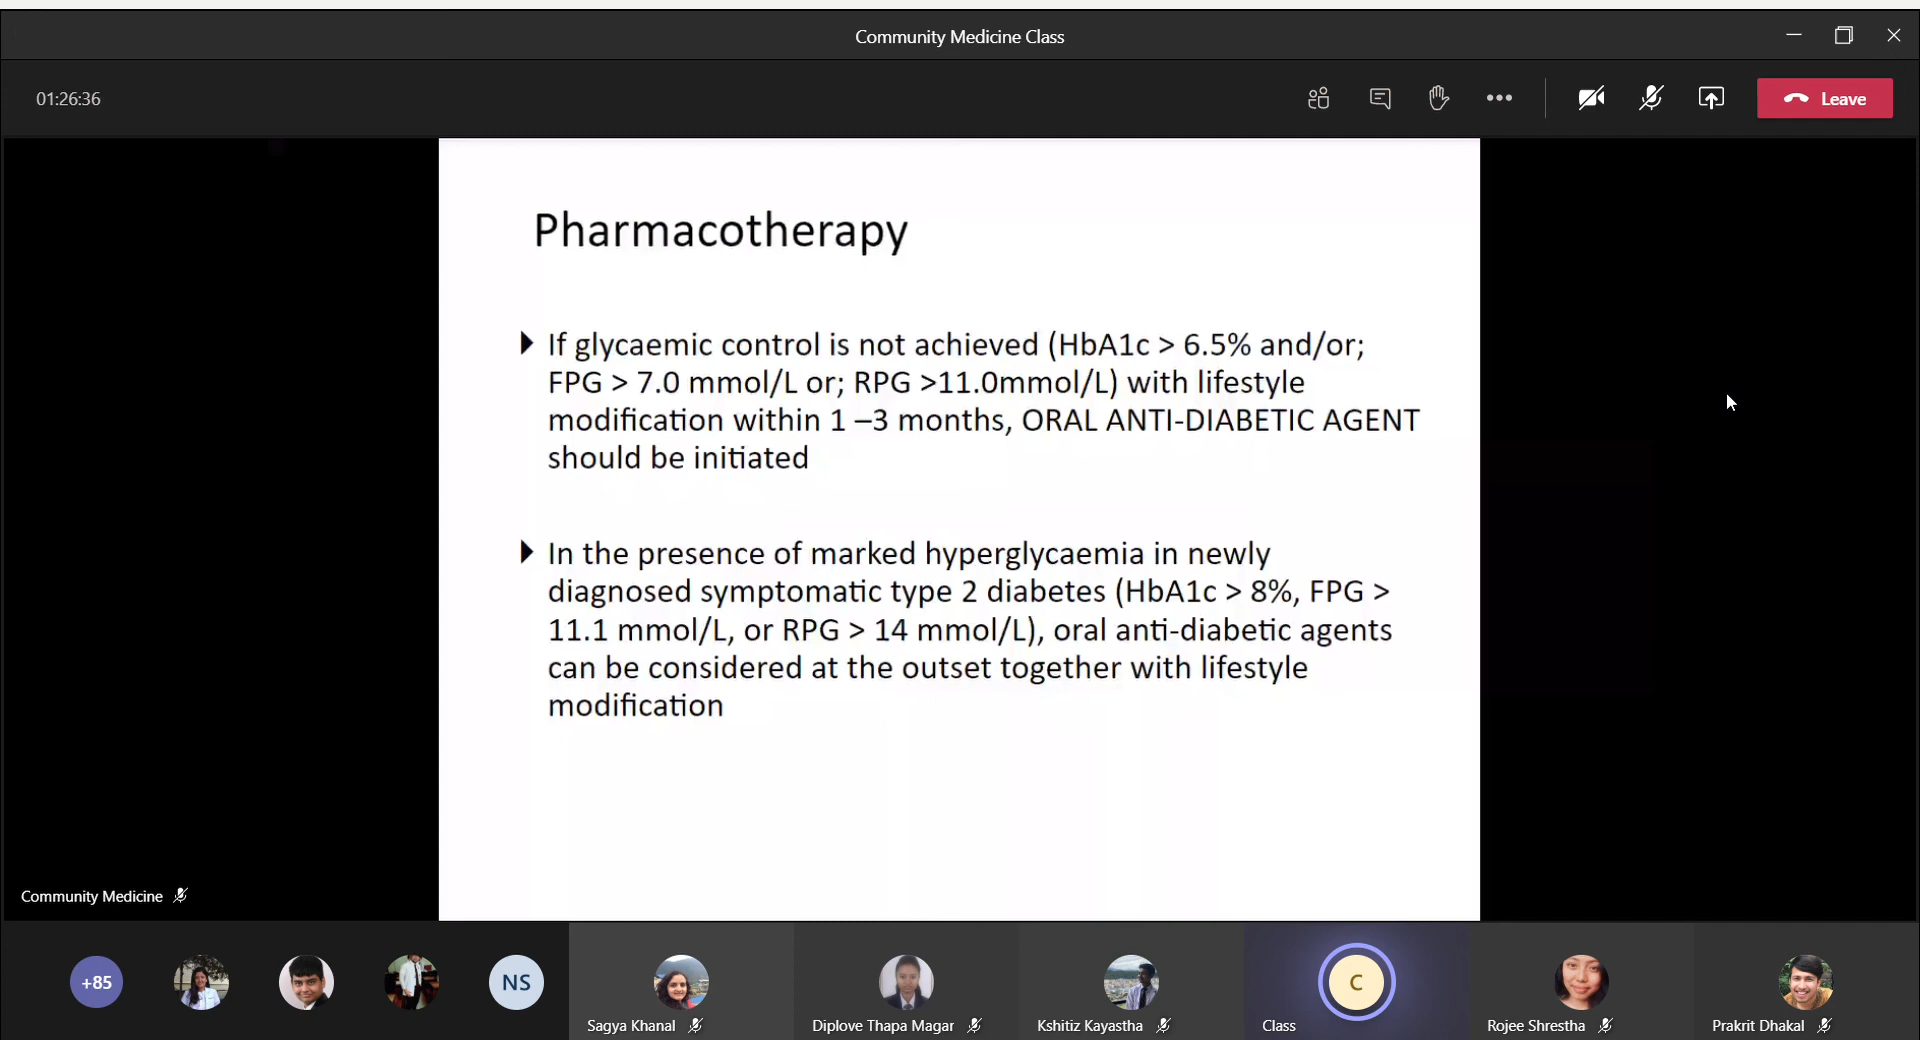 Community Medicine Class
01:26:36
Leave
Pharmacotherapy
If glycaemic control is not achieved (HbA1c > 6.5% and/or;
FPG > 7.0 mmol/L or; RPG >11.0mmol/L) with lifestyle
modification within 1 –3 months, ORAL ANTI-DIABETIC AGENT
should be initiated
In the presence of marked hyperglycaemia in newly
diagnosed symptomatic type 2 diabetes (HbA1c > 8%, FPG >
11.1 mmol/L, or RPG > 14 mmol/L), oral anti-diabetic agents
can be considered at the outset together with lifestyle
modification
Community Medicine
+85
NS
C
Sagya Khanal
Diplove Thapa Magar
Kshitiz Kayastha
Class
Rojee Shrestha
Prakrit Dhakal